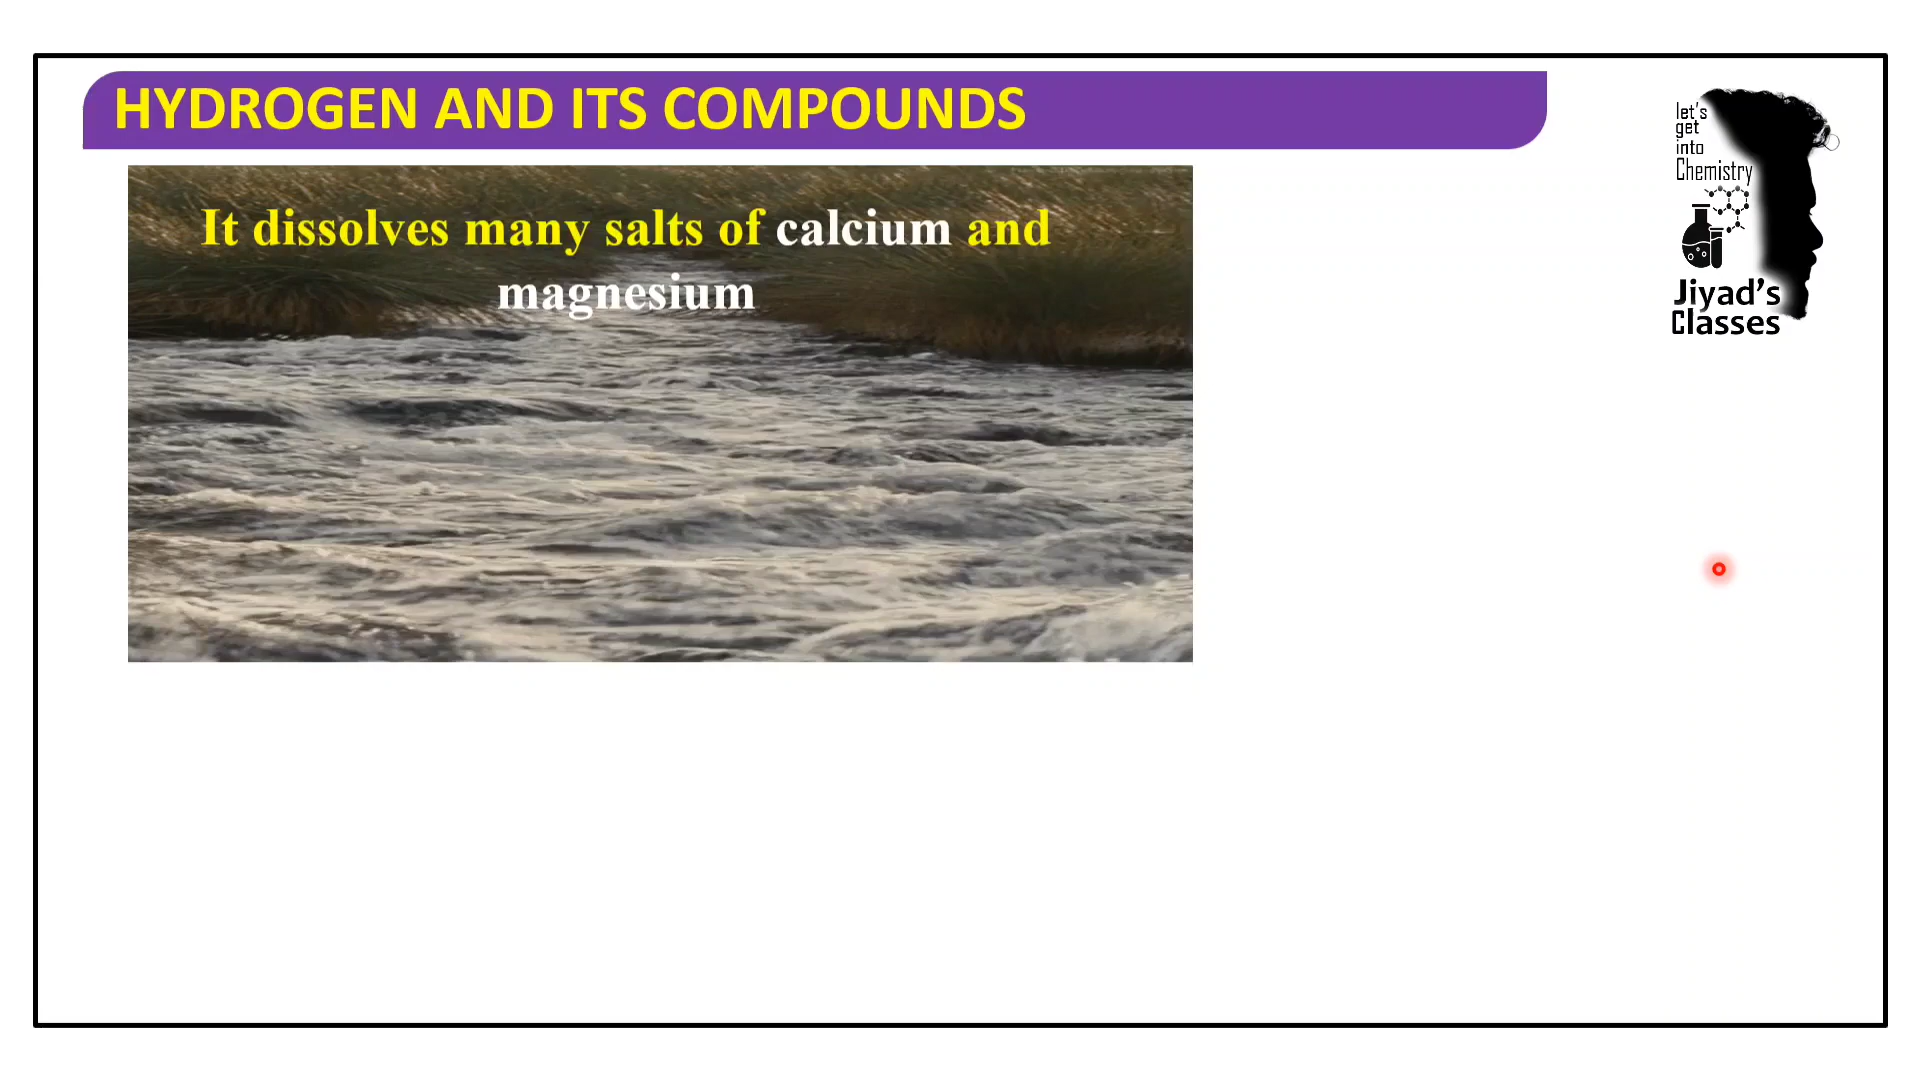 HYDROGEN AND ITS COMPOUNDS
It dissolves many salts of calcium and
magnesium
let's
get
into
Chemistry
Jiyad's
Classes